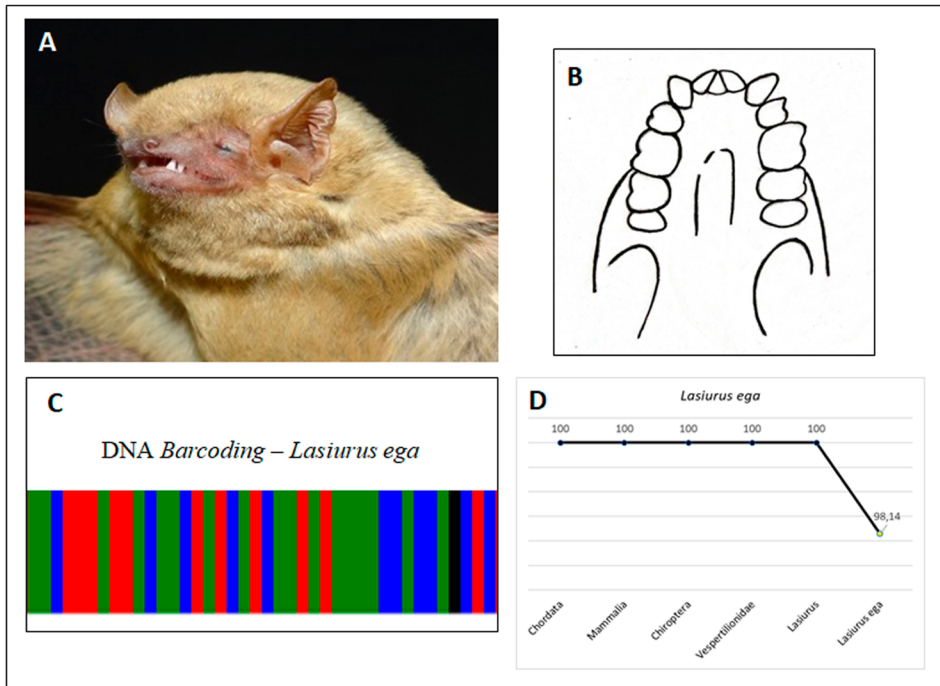 A
B
C
DNA Barcoding – Lasiurus ega
D
Lasiurus ega
100 100 100 100 100
98,14
Chordata
Mammalia
Chiroptera
Vespertilionidae
Lasiurus
Lasiurus ega